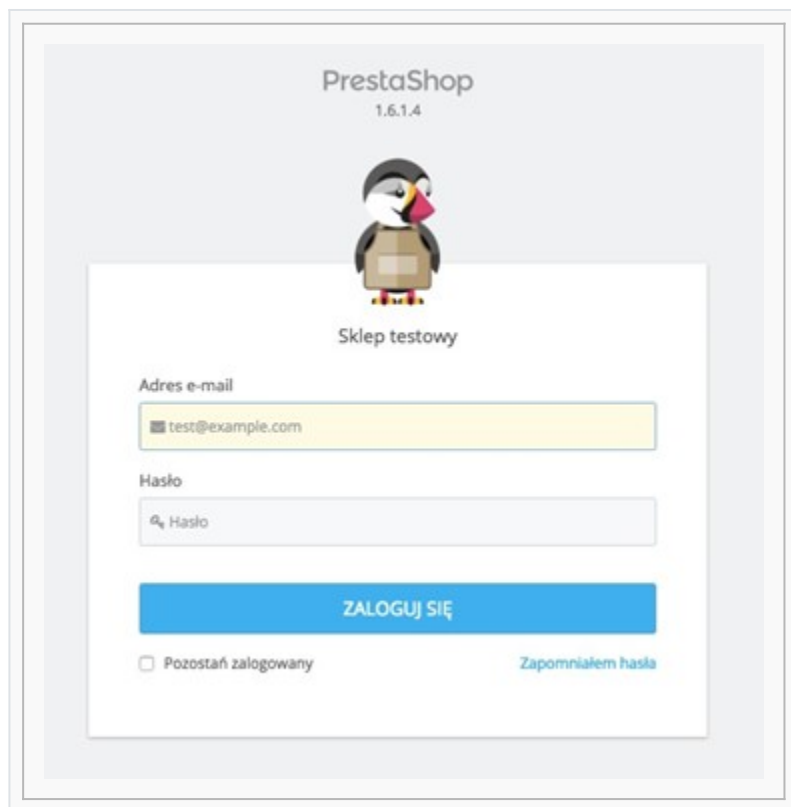 PrestaShop
1.6.1.4
Sklep testowy
Adres e-mail
test@example.com
Hasło
Hasło
ZALOGUJ SIĘ
Pozostań zalogowany Zapomniałem hasła